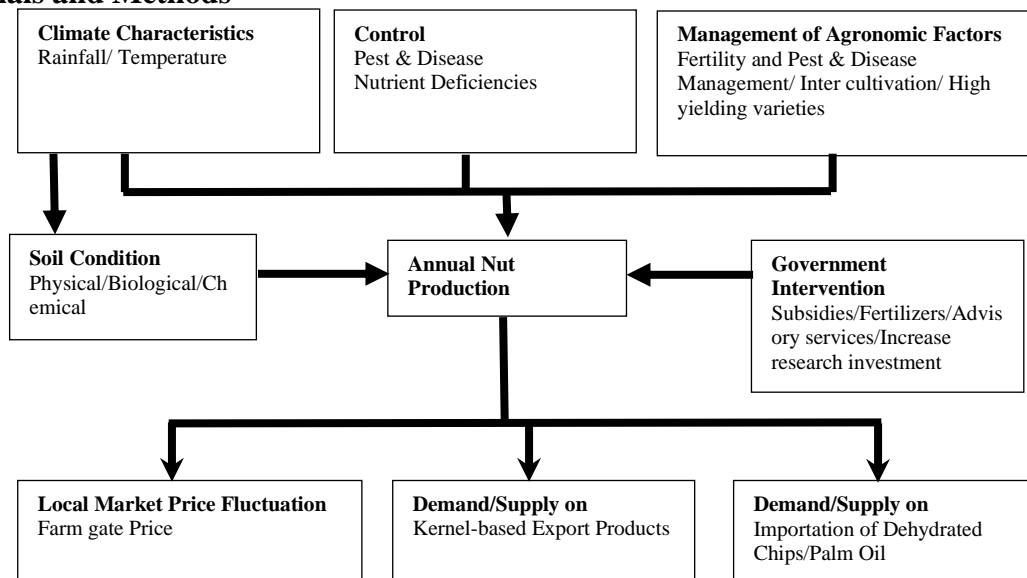 Materials and Methods
Climate Characteristics
Rainfall/ Temperature
Control
Pest & Disease
Nutrient Deficiencies
Management of Agronomic Factors
Fertility and Pest & Disease
Management/ Inter cultivation/ High
yielding varieties
Soil Condition
Physical/Biological/Ch
emical
Annual Nut
Production
Government
Intervention
Subsidies/Fertilizers/Advis
ory services/Increase
research investment
Local Market Price Fluctuation
Farm gate Price
Demand/Supply on
Kernel-based Export Products
Demand/Supply on
Importation of Dehydrated
Chips/Palm Oil